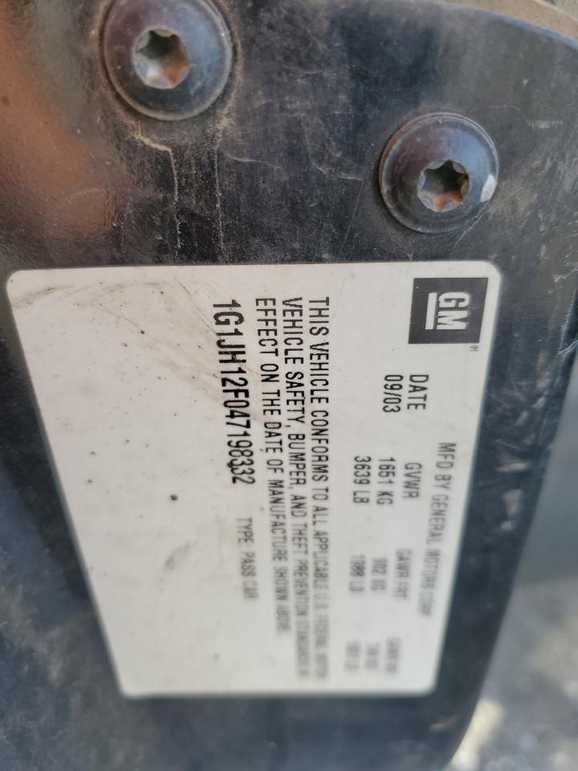 GM
MFD BY GENERAL MOTORS CORP
DATE GVWR GAWR FRT
09/03 1651 KG
3639 LB
THIS VEHICLE CONFORMS TO ALL APPLICABLE U.S. FEDERAL MOTOR
VEHICLE SAFETY, BUMPER, AND THEFT PREVENTION STANDARDS IN
EFFECT ON THE DATE OF MANUFACTURE SHOWN ABOVE.
1G1JH12F047198332 TYPE: PASS CAR